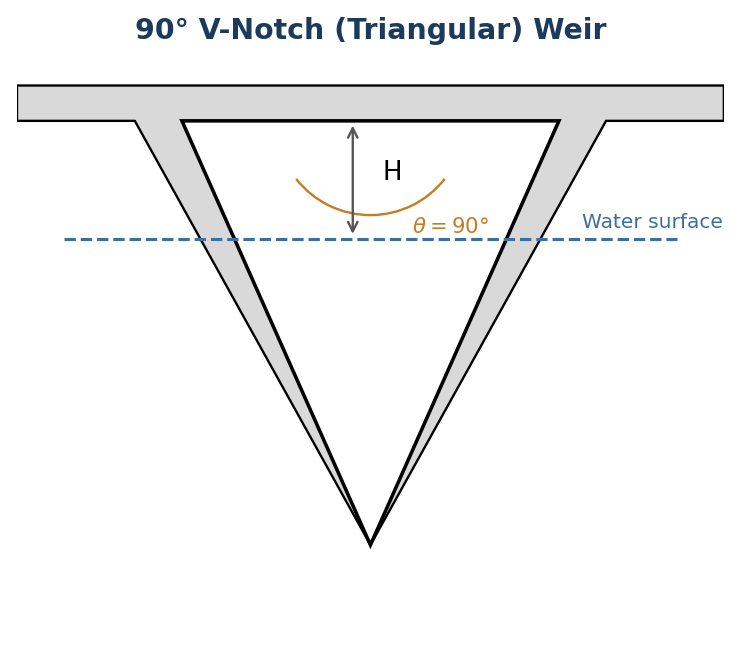 90° V-Notch (Triangular) Weir
H
Water surface
θ = 90°